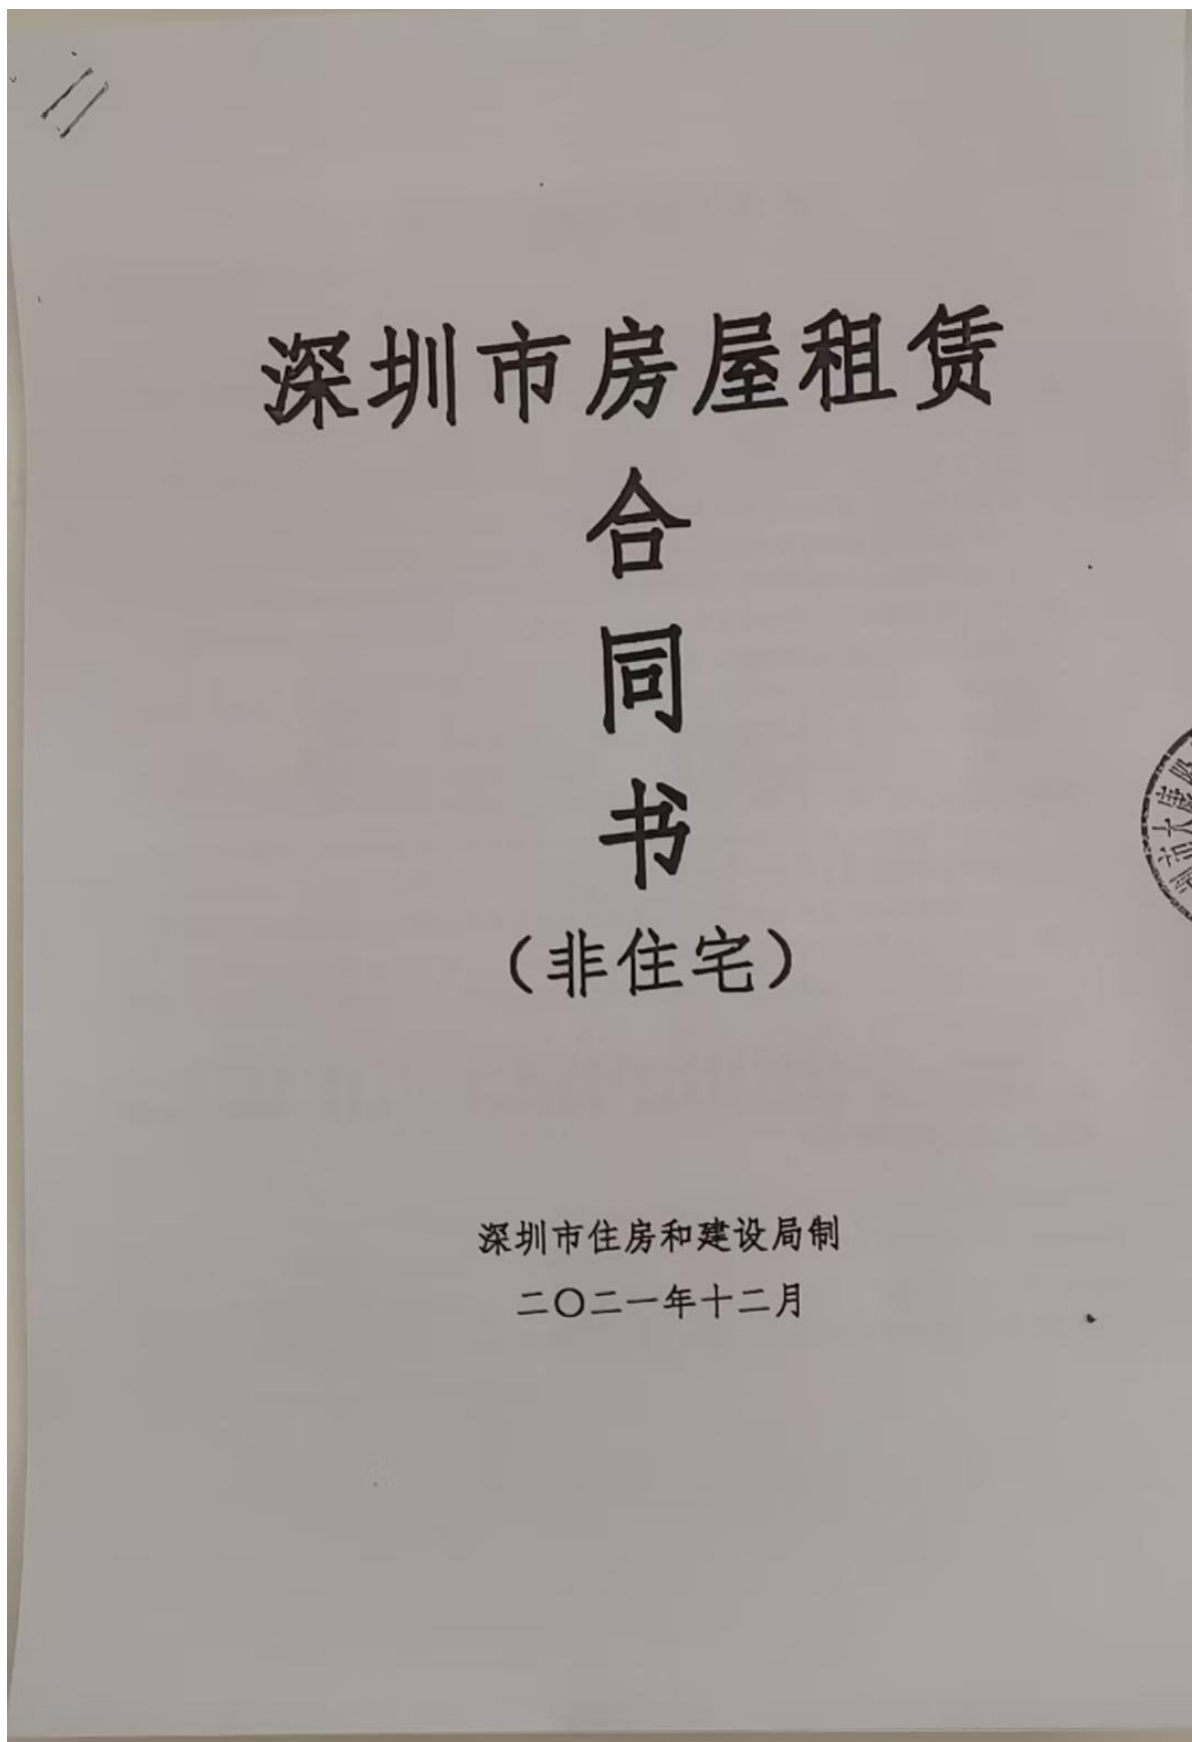 深圳市房屋租赁
合
同
书
（非住宅）
深圳市住房和建设局制
二〇二一年十二月